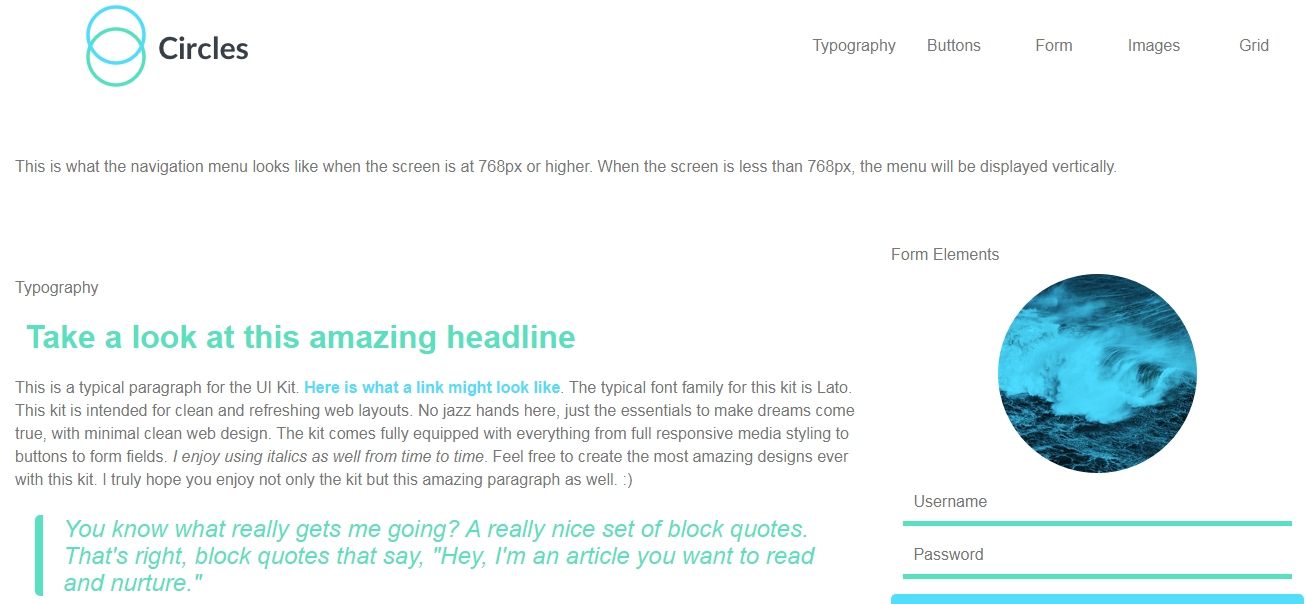 Circles
Typography Buttons Form Images Grid
This is what the navigation menu looks like when the screen is at 768px or higher. When the screen is less than 768px, the menu will be displayed vertically.
Typography
Take a look at this amazing headline
This is a typical paragraph for the UI Kit. Here is what a link might look like. The typical font family for this kit is Lato.
This kit is intended for clean and refreshing web layouts. No jazz hands here, just the essentials to make dreams come
true, with minimal clean web design. The kit comes fully equipped with everything from full responsive media styling to
buttons to form fields. I enjoy using italics as well from time to time. Feel free to create the most amazing designs ever
with this kit. I truly hope you enjoy not only the kit but this amazing paragraph as well. :)
You know what really gets me going? A really nice set of block quotes.
That's right, block quotes that say, "Hey, I'm an article you want to read
and nurture."
Form Elements
Username
Password